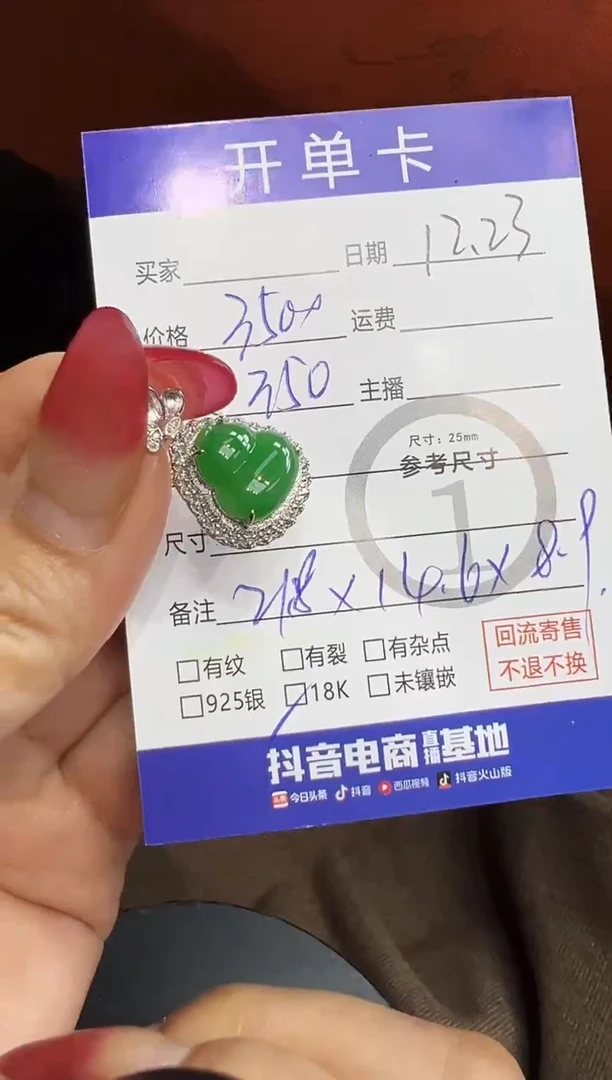 开单卡
买家 日期 12.23
价格 运费
350 主播
尺寸：25mm
参考尺寸
1
尺寸
备注 21.8×14.6×8.9
有纹 有裂 有杂点
925银 18K 未镶嵌
回流寄售
不退不换
抖音电商直播基地
头条 今日头条 抖音 西瓜视频 抖音火山版